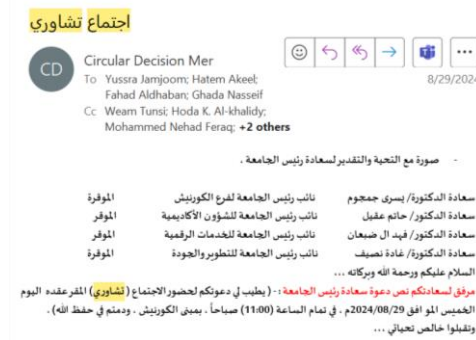 اجتماع تشاوري
CD
Circular Decision Mer
To Yussra Jamjoom; Hatem Akeel;
Fahad Aldhaban; Ghada Nasseif
Cc Weam Tunsi; Hoda K. Al-khalidy;
Mohammed Nehad Feraq; +2 others
8/29/2024
- صورة مع التحية والتقدير لسعادة رئيس الجامعة .
سعادة الدكتورة/ يسرى جمجوم نائب رئيس الجامعة لفرع الكورنيش الموقرة
سعادة الدكتور/ حاتم عقيل نائب رئيس الجامعة للشؤون الأكاديمية الموقر
سعادة الدكتور/ فهد ال ضبعان نائب رئيس الجامعة للخدمات الرقمية الموقر
سعادة الدكتورة/ غادة نصيف نائب رئيس الجامعة للتطوير والجودة الموقرة
السلام عليكم ورحمة الله وبركاته ...
مرفق لسعادتكم نص دعوة سعادة رئيس الجامعة :- ( يطيب لي دعوتكم لحضور الاجتماع ( تشاوري) المقرر عقده اليوم
الخميس الموافق 2024/08/29م ، في تمام الساعة (11:00) صباحاً ، بمبنى الكورنيش ، ودمتم في حفظ الله) .
وتقبلوا خالص تحياتي ...